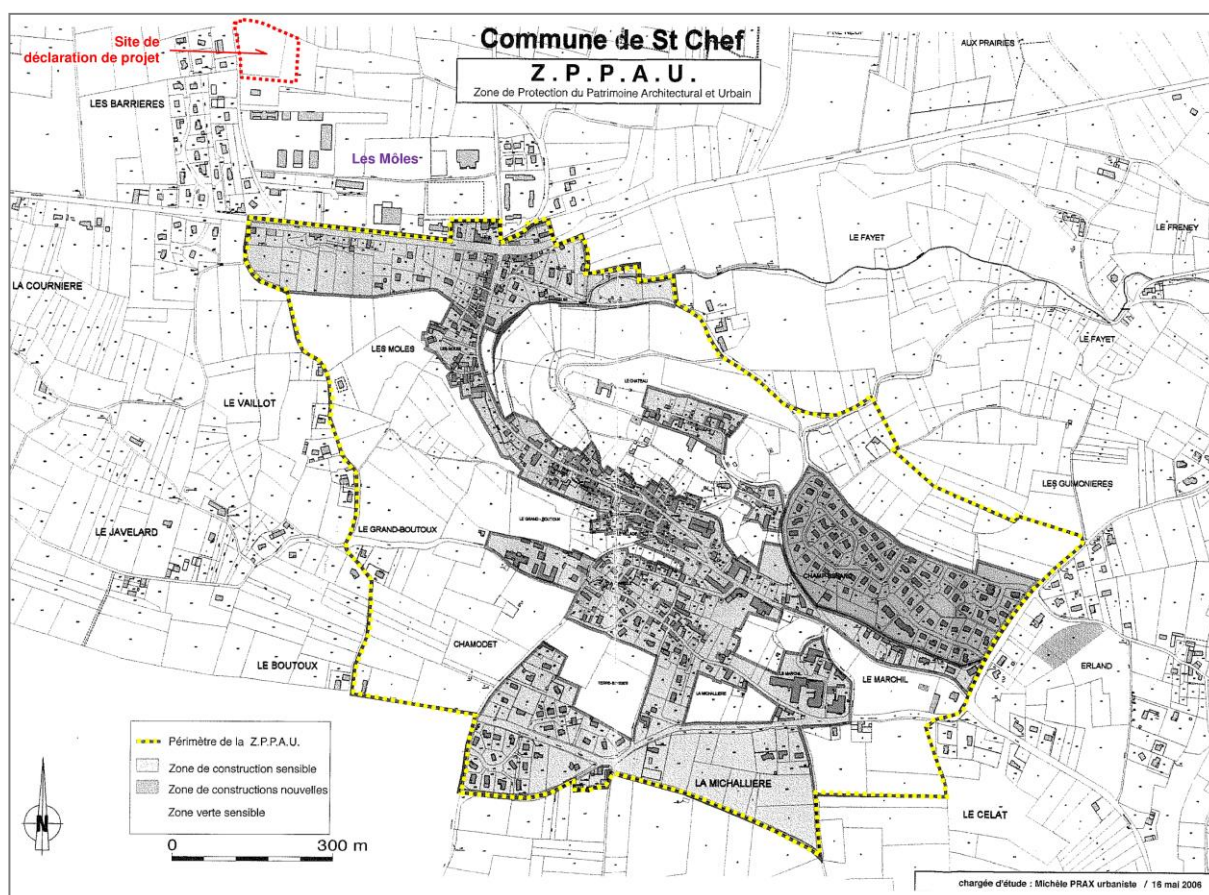 Site de
déclaration de projet
Commune de St Chef
Z.P.P.A.U.
Zone de Protection du Patrimoine Architectural et Urbain
AUX PRAIRIES
LES BARRIERES
Les Môles
LE FAYET
LE FRENEY
LA COURNIERE
LES MOLES
LES MOLES
LE FAYET
LE CHATEAU
LE VAILLOT
LES GUIMONIERES
LE JAVELARD
LE GRAND-BOUTOUX
LE GRAND-BOUTOUX
CHAMODET
LE BOUTOUX
LE MARCHIL
LE MARCHIL
ERLAND
LA MICHALLIERE
LA MICHALLIERE
LE CELAT
Périmètre de la Z.P.P.A.U.
Zone de construction sensible
Zone de constructions nouvelles
Zone verte sensible
N
0 300 m
chargée d'étude : Michèle PRAX urbaniste / 16 mai 2006